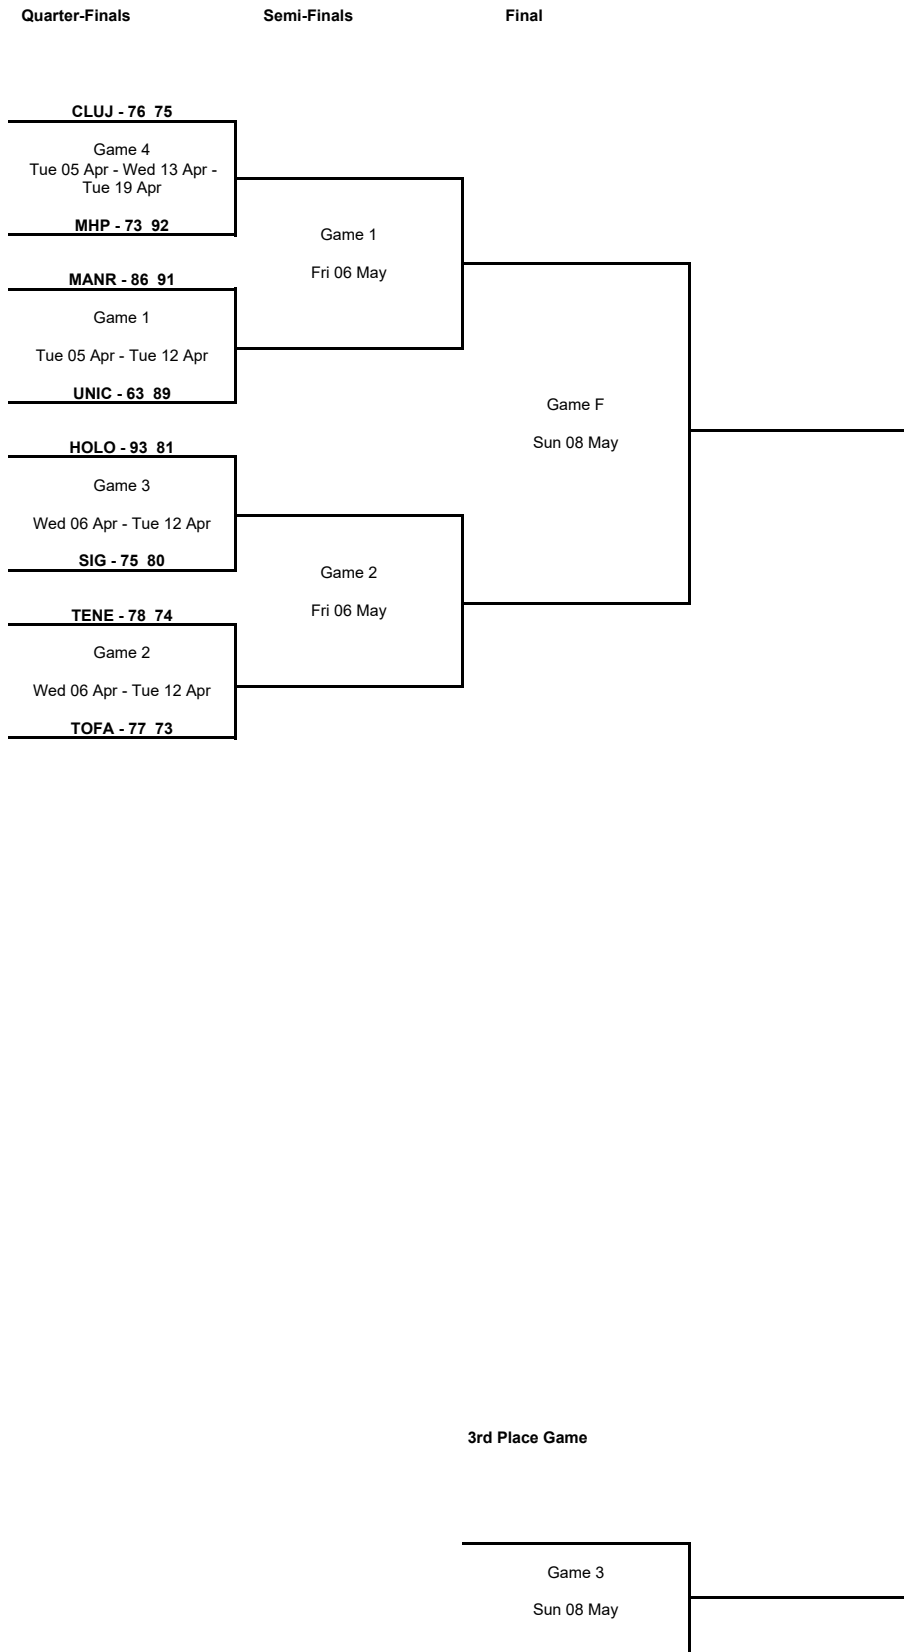 Quarter-Finals Semi-Finals Final
CLUJ - 76 75
Game 4
Tue 05 Apr - Wed 13 Apr -
Tue 19 Apr
MHP - 73 92
Game 1
Fri 06 May
MANR - 86 91
Game 1
Tue 05 Apr - Tue 12 Apr
UNIC - 63 89
Game F
Sun 08 May
HOLO - 93 81
Game 3
Wed 06 Apr - Tue 12 Apr
SIG - 75 80
Game 2
Fri 06 May
TENE - 78 74
Game 2
Wed 06 Apr - Tue 12 Apr
TOFA - 77 73
3rd Place Game
Game 3
Sun 08 May